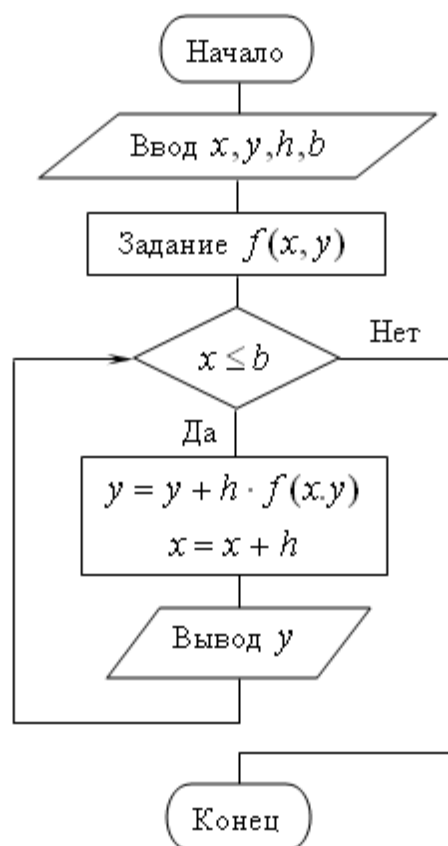 Начало
Ввод x, y, h, b
Задание f(x, y)
x ≤ b
Нет
Да
y = y + h · f(x.y)
x = x + h
Вывод y
Конец